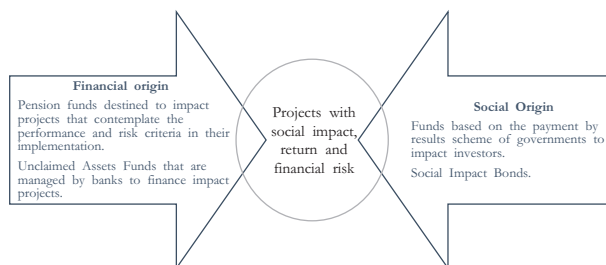 Financial origin
Pension funds destined to impact
projects that contemplate the
performance and risk criteria in their
implementation.
Unclaimed Assets Funds that are
managed by banks to finance impact
projects.
Projects with
social impact,
return and
financial risk
Social Origin
Funds based on the payment by
results scheme of governments to
impact investors.
Social Impact Bonds.